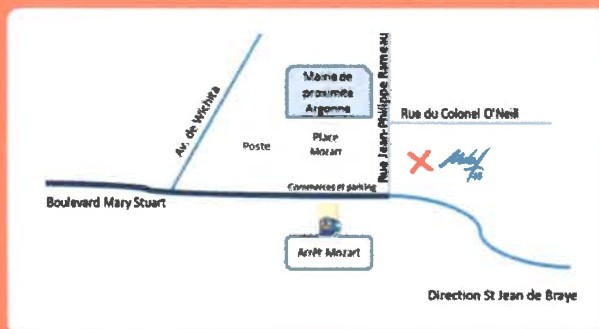 Av. de Wichita
Mairie de
proximité
Argonne
Rue Jean-Philippe Rameau
Rue du Colonel O'Neill
Poste
Place
Mozart
Commerces et parking
Boulevard Mary Stuart
Arrêt Mozart
Direction St Jean de Braye